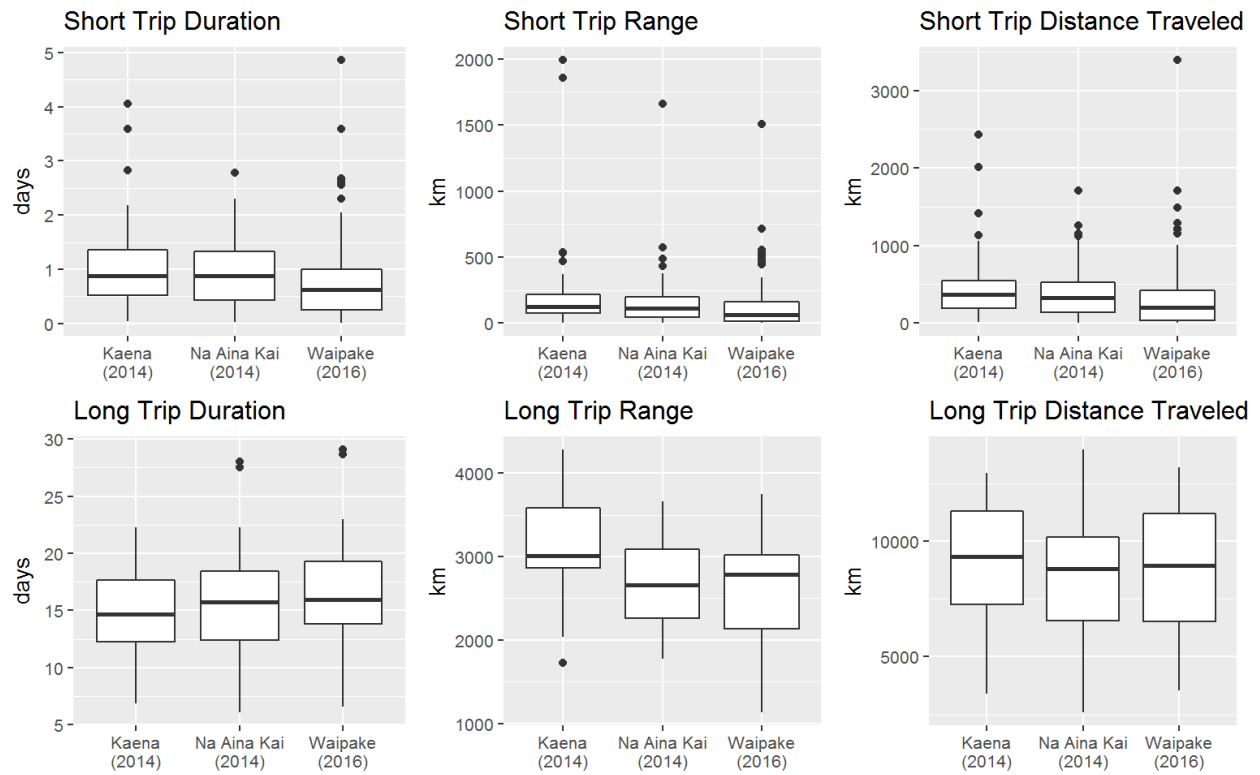 Short Trip Duration
days
5
4
3
2
1
0
Kaena
(2014)
Na Aina Kai
(2014)
Waipake
(2016)
Short Trip Range
km
2000
1500
1000
500
0
Kaena
(2014)
Na Aina Kai
(2014)
Waipake
(2016)
Short Trip Distance Traveled
km
3000
2000
1000
0
Kaena
(2014)
Na Aina Kai
(2014)
Waipake
(2016)
Long Trip Duration
days
30
25
20
15
10
5
Kaena
(2014)
Na Aina Kai
(2014)
Waipake
(2016)
Long Trip Range
km
4000
3000
2000
1000
Kaena
(2014)
Na Aina Kai
(2014)
Waipake
(2016)
Long Trip Distance Traveled
km
10000
5000
Kaena
(2014)
Na Aina Kai
(2014)
Waipake
(2016)